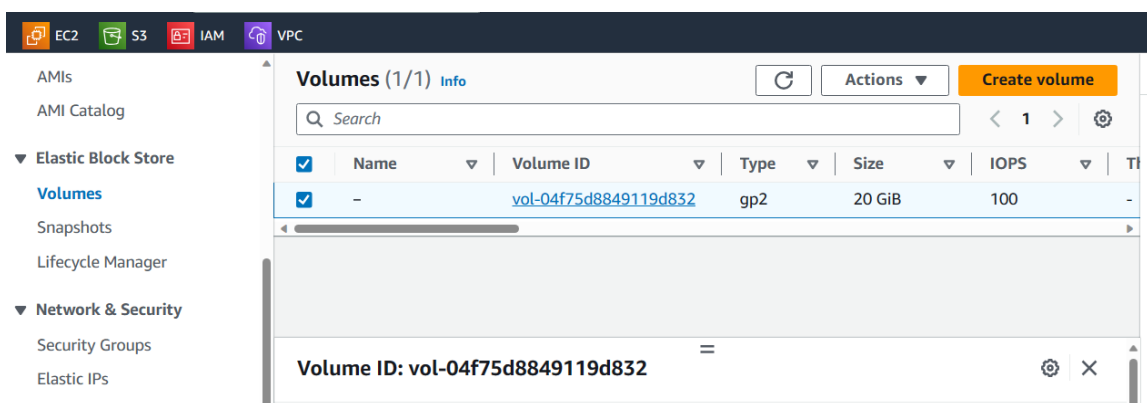 EC2 S3 IAM VPC
AMIs
AMI Catalog
Elastic Block Store
Volumes
Snapshots
Lifecycle Manager
Network & Security
Security Groups
Elastic IPs
Volumes (1/1) Info
Actions
Create volume
Search
1
Name Volume ID Type Size IOPS
– vol-04f75d8849119d832 gp2 20 GiB 100 -
Volume ID: vol-04f75d8849119d832